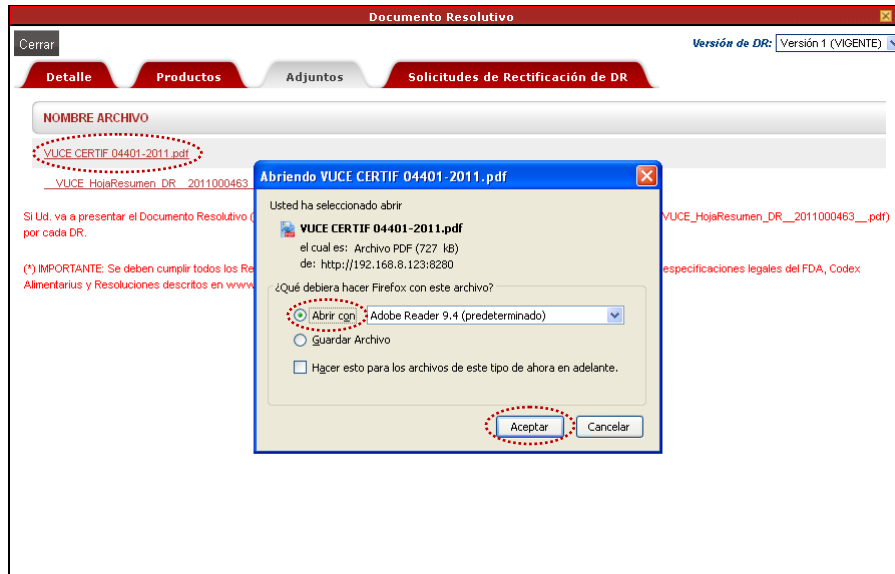 Documento Resolutivo
Cerrar
Versión de DR: Versión 1 (VIGENTE)
Detalle Productos Adjuntos Solicitudes de Rectificación de DR
NOMBRE ARCHIVO
VUCE CERTIF 04401-2011.pdf
VUCE_HojaResumen_DR__2011000463
Abriendo VUCE CERTIF 04401-2011.pdf
Usted ha seleccionado abrir
VUCE CERTIF 04401-2011.pdf
el cual es: Archivo PDF (727 kB)
de: http://192.168.8.123:8280
¿Qué debiera hacer Firefox con este archivo?
Abrir con Adobe Reader 9.4 (predeterminado)
Guardar Archivo
Hacer esto para los archivos de este tipo de ahora en adelante.
Aceptar Cancelar
Si Ud. va a presentar el Documento Resolutivo ( VUCE_HojaResumen_DR__2011000463__.pdf)
por cada DR.
(*) IMPORTANTE: Se deben cumplir todos los Re especificaciones legales del FDA, Codex
Alimentarius y Resoluciones descritos en www